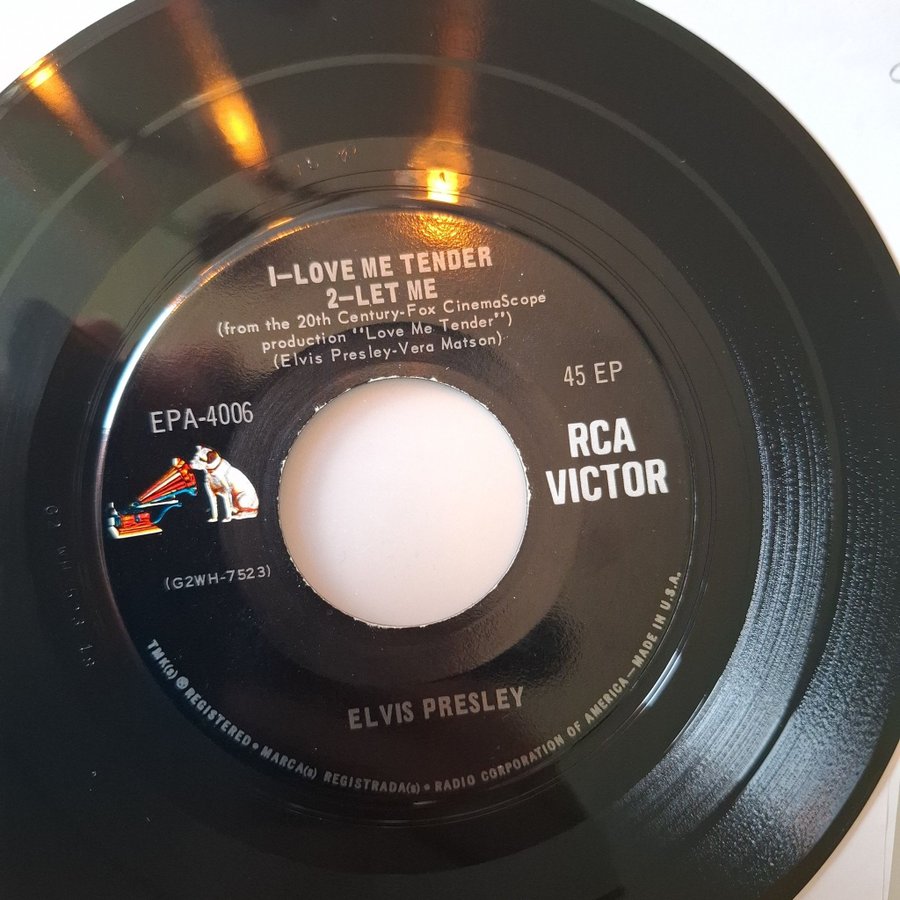 1–LOVE ME TENDER
2–LET ME
(from the 20th Century-Fox CinemaScope
production "Love Me Tender")
(Elvis Presley-Vera Matson)
45 EP
EPA-4006
RCA
VICTOR
(G2WH-7523)
ELVIS PRESLEY
TMK(s) ® REGISTERED • MARCA(s) REGISTRADA(s) • RADIO CORPORATION OF AMERICA—MADE IN U.S.A.